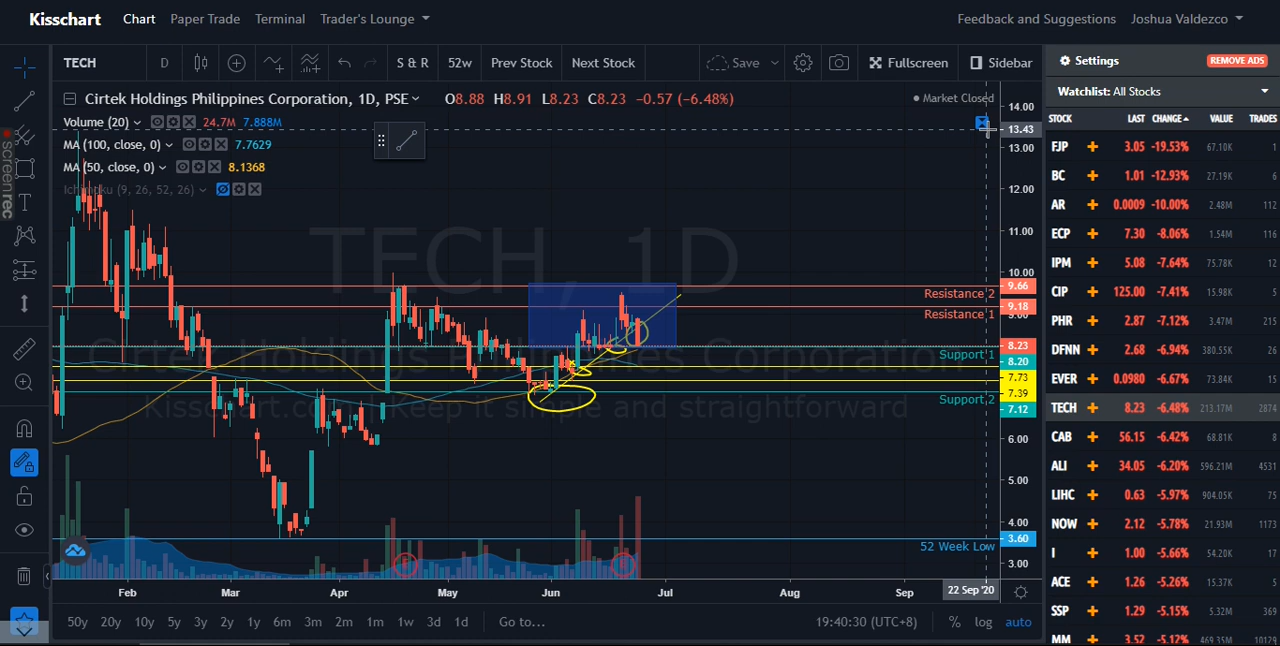 Kisschart Chart Paper Trade Terminal Trader's Lounge Feedback and Suggestions Joshua Valdezco
TECH D S & R 52w Prev Stock Next Stock Save Fullscreen Sidebar
Settings REMOVE ADS
Watchlist: All Stocks
Cirtek Holdings Philippines Corporation, 1D, PSE O8.88 H8.91 L8.23 C8.23 -0.57 (-6.48%) Market Closed
Volume (20) 24.7M 7.888M
MA (100, close, 0) 7.7629
MA (50, close, 0) 8.1368
Ichimoku (9, 26, 52, 26)
screenrec
TECH, 1D
Cirtek Holdings Philippines Corporation
Kisschart.com - Keep it simple and straightforward
14.00
13.43
13.00
12.00
11.00
10.00
Resistance 2 9.66
Resistance 1 9.18
9.00
8.23
Support 1 8.20
7.73
7.39
Support 2 7.12
6.00
5.00
4.00
52 Week Low 3.60
3.00
Feb Mar Apr May Jun Jul Aug Sep 22 Sep '20
50y 20y 10y 5y 3y 2y 1y 6m 3m 2m 1m 1w 3d 1d Go to... 19:40:30 (UTC+8) % log auto
STOCK LAST CHANGE VALUE TRADES
FJP 3.05 -19.53% 67.10K 1
BC 1.01 -12.93% 27.19K 6
AR 0.0009 -10.00% 2.48M 112
ECP 7.30 -8.06% 1.54M 116
IPM 5.08 -7.64% 75.78K 12
CIP 125.00 -7.41% 15.98K 5
PHR 2.87 -7.12% 3.47M 215
DFNN 2.68 -6.94% 380.55K 26
EVER 0.0980 -6.67% 73.84K 15
TECH 8.23 -6.48% 213.17M 2874
CAB 56.15 -6.42% 68.81K 8
ALI 34.05 -6.20% 596.21M 4531
LIHC 0.63 -5.97% 904.05K 75
NOW 2.12 -5.78% 21.93M 1173
I 1.00 -5.66% 54.20K 17
ACE 1.26 -5.26% 15.37K 5
SSP 1.29 -5.15% 5.32M 369
MM 3.52 -5.12% 469.35M 10129